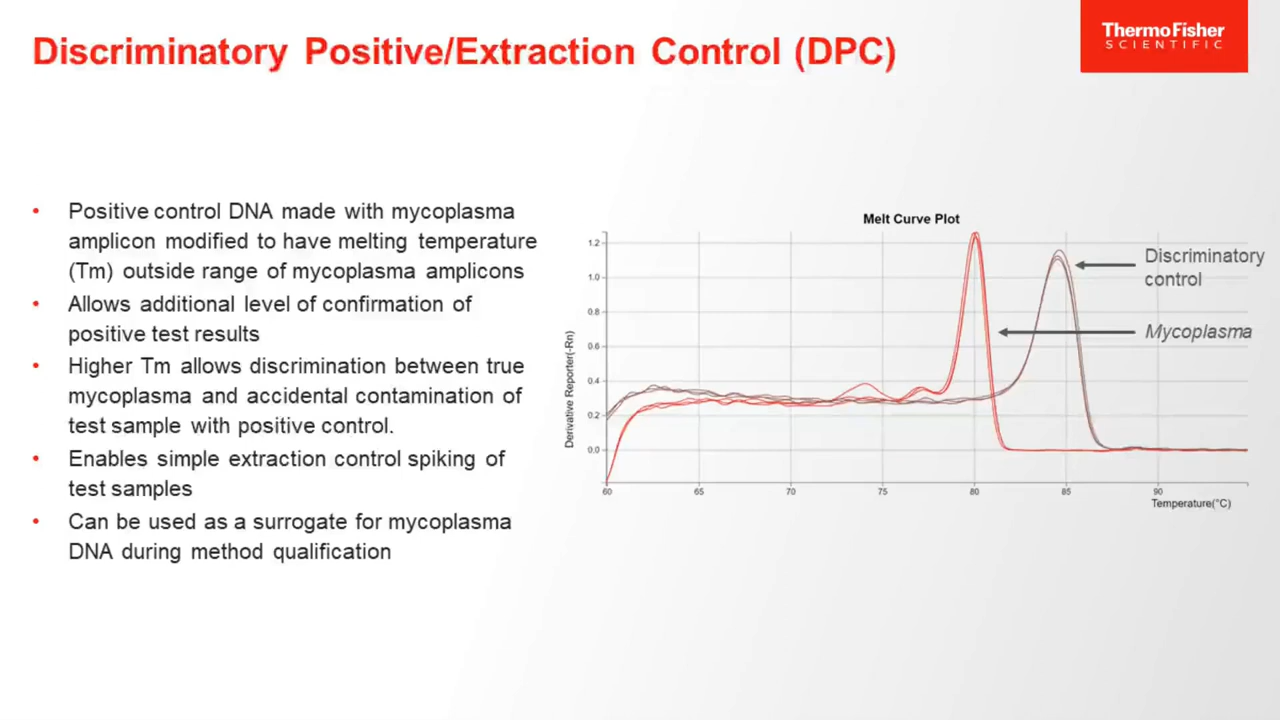 Discriminatory Positive/Extraction Control (DPC)
ThermoFisher
SCIENTIFIC
• Positive control DNA made with mycoplasma
amplicon modified to have melting temperature
(Tm) outside range of mycoplasma amplicons
• Allows additional level of confirmation of
positive test results
• Higher Tm allows discrimination between true
mycoplasma and accidental contamination of
test sample with positive control.
• Enables simple extraction control spiking of
test samples
• Can be used as a surrogate for mycoplasma
DNA during method qualification
Melt Curve Plot
Derivative Reporter(-Rn)
1.2
1.0
0.8
0.6
0.4
0.2
0.0
60 65 70 75 80 85 90
Temperature(°C)
Discriminatory
control
Mycoplasma